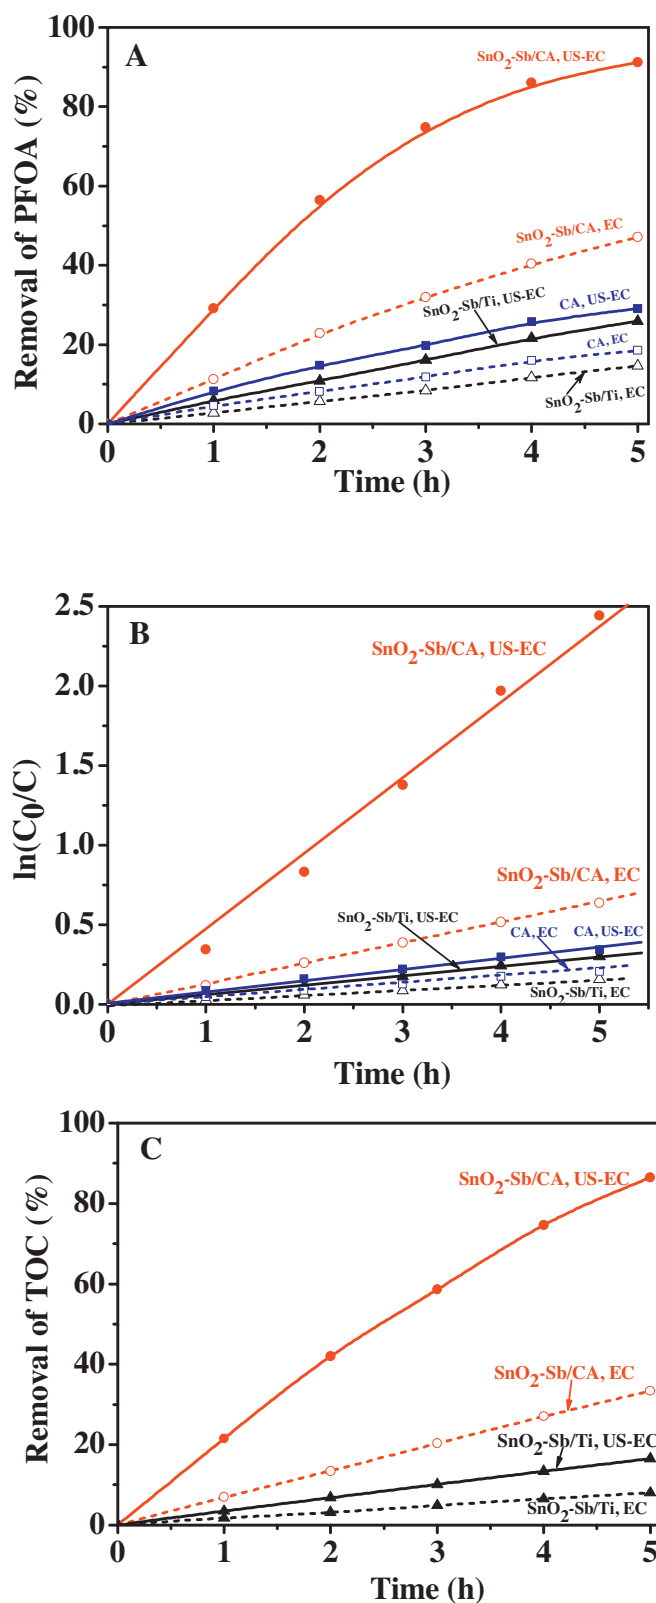 A
Removal of PFOA (%)
100
80
60
40
20
0
SnO2-Sb/CA, US-EC
SnO2-Sb/CA, EC
SnO2-Sb/Ti, US-EC
CA, US-EC
CA, EC
SnO2-Sb/Ti, EC
0 1 2 3 4 5
Time (h)
B
ln(C0/C)
2.5
2.0
1.5
1.0
0.5
0.0
SnO2-Sb/CA, US-EC
SnO2-Sb/CA, EC
SnO2-Sb/Ti, US-EC
CA, EC
CA, US-EC
SnO2-Sb/Ti, EC
0 1 2 3 4 5
Time (h)
C
Removal of TOC (%)
100
80
60
40
20
0
SnO2-Sb/CA, US-EC
SnO2-Sb/CA, EC
SnO2-Sb/Ti, US-EC
SnO2-Sb/Ti, EC
0 1 2 3 4 5
Time (h)